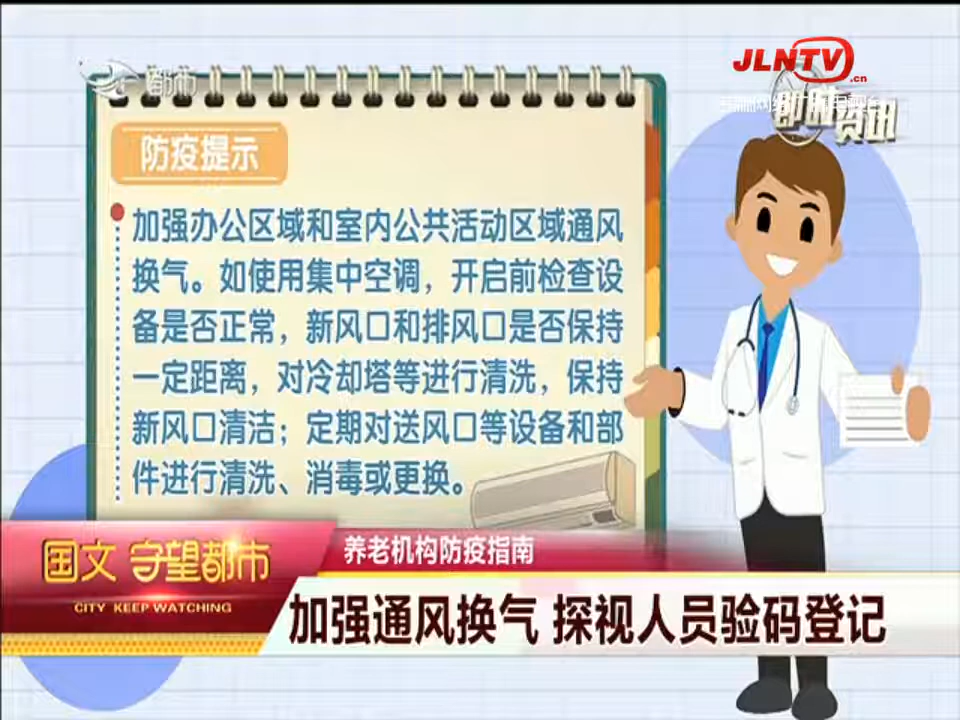 JLNTV
.cn
都市
即时资讯
防疫提示
加强办公区域和室内公共活动区域通风
换气。如使用集中空调，开启前检查设
备是否正常，新风口和排风口是否保持
一定距离，对冷却塔等进行清洗，保持
新风口清洁；定期对送风口等设备和部
件进行清洗、消毒或更换。
养老机构防疫指南
国文 守望都市
CITY KEEP WATCHING
加强通风换气 探视人员验码登记